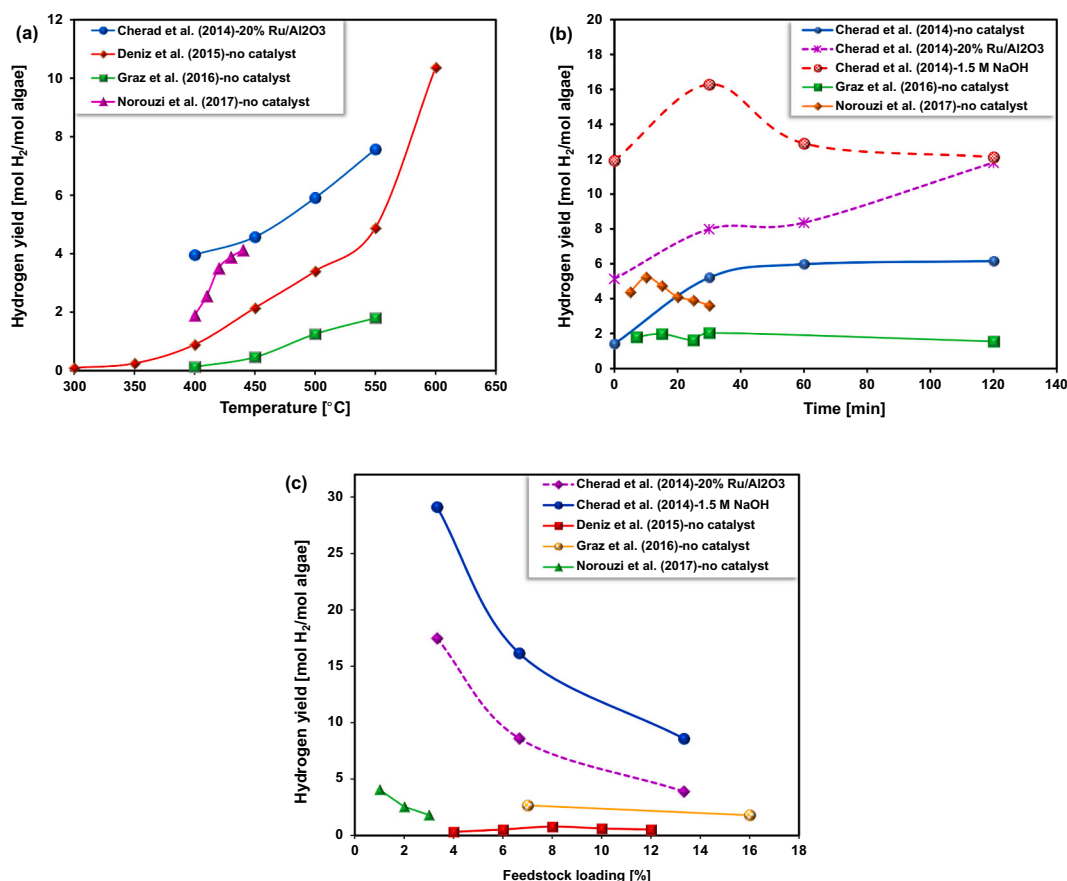 (a)
Cherad et al. (2014)-20% Ru/Al2O3
Deniz et al. (2015)-no catalyst
Graz et al. (2016)-no catalyst
Norouzi et al. (2017)-no catalyst
Hydrogen yield [mol H2/mol algae]
12
10
8
6
4
2
0
300 350 400 450 500 550 600 650
Temperature [°C]
(b)
Cherad et al. (2014)-no catalyst
Cherad et al. (2014)-20% Ru/Al2O3
Cherad et al. (2014)-1.5 M NaOH
Graz et al. (2016)-no catalyst
Norouzi et al. (2017)-no catalyst
Hydrogen yield [mol H2/mol algae]
20
18
16
14
12
10
8
6
4
2
0
0 20 40 60 80 100 120 140
Time [min]
(c)
Cherad et al. (2014)-20% Ru/Al2O3
Cherad et al. (2014)-1.5 M NaOH
Deniz et al. (2015)-no catalyst
Graz et al. (2016)-no catalyst
Norouzi et al. (2017)-no catalyst
Hydrogen yield [mol H2/mol algae]
30
25
20
15
10
5
0
0 2 4 6 8 10 12 14 16 18
Feedstock loading [%]